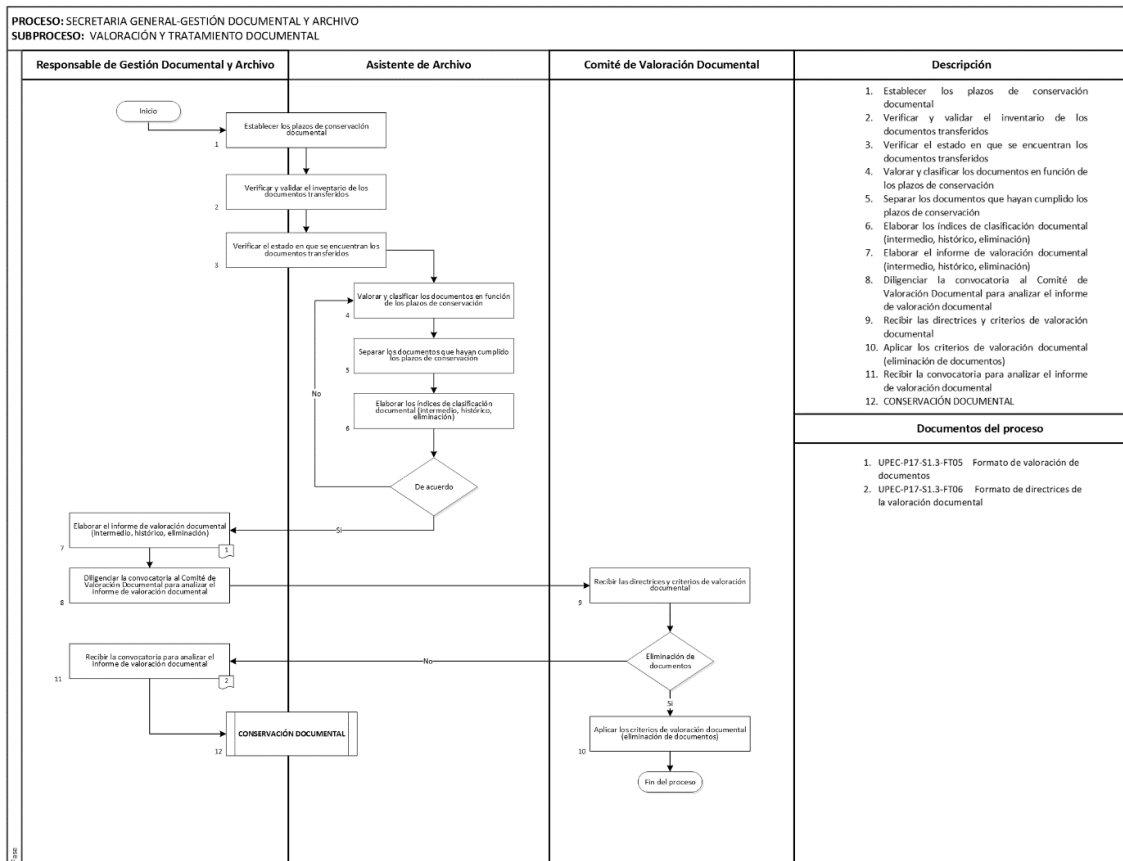 PROCESO: SECRETARIA GENERAL-GESTIÓN DOCUMENTAL Y ARCHIVO
SUBPROCESO: VALORACIÓN Y TRATAMIENTO DOCUMENTAL
Responsable de Gestión Documental y Archivo
Asistente de Archivo
Comité de Valoración Documental
Descripción
Inicio
Establecer los plazos de conservación
documental
1
Verificar y validar el inventario de los
documentos transferidos
2
Verificar el estado en que se encuentran los
documentos transferidos
3
Valorar y clasificar los documentos en función
de los plazos de conservación
4
Separar los documentos que hayan cumplido
los plazos de conservación
5
No
Elaborar los índices de clasificación
documental (intermedio, histórico,
eliminación)
6
De acuerdo
Si
Elaborar el informe de valoración documental
(intermedio, histórico, eliminación)
7
1
Diligenciar la convocatoria al Comité de
Valoración Documental para analizar el
informe de valoración documental
8
Recibir las directrices y criterios de valoración
documental
9
Eliminación de
documentos
No
Si
Recibir la convocatoria para analizar el
informe de valoración documental
11
2
CONSERVACIÓN DOCUMENTAL
12
Aplicar los criterios de valoración documental
(eliminación de documentos)
10
Fin del proceso
1. Establecer los plazos de conservación
documental
2. Verificar y validar el inventario de los
documentos transferidos
3. Verificar el estado en que se encuentran los
documentos transferidos
4. Valorar y clasificar los documentos en función de
los plazos de conservación
5. Separar los documentos que hayan cumplido los
plazos de conservación
6. Elaborar los índices de clasificación documental
(intermedio, histórico, eliminación)
7. Elaborar el informe de valoración documental
(intermedio, histórico, eliminación)
8. Diligenciar la convocatoria al Comité de
Valoración Documental para analizar el informe
de valoración documental
9. Recibir las directrices y criterios de valoración
documental
10. Aplicar los criterios de valoración documental
(eliminación de documentos)
11. Recibir la convocatoria para analizar el informe
de valoración documental
12. CONSERVACIÓN DOCUMENTAL
Documentos del proceso
1. UPEC-P17-S1.3-FT05 Formato de valoración de
documentos
2. UPEC-P17-S1.3-FT06 Formato de directrices de
la valoración documental
Fase